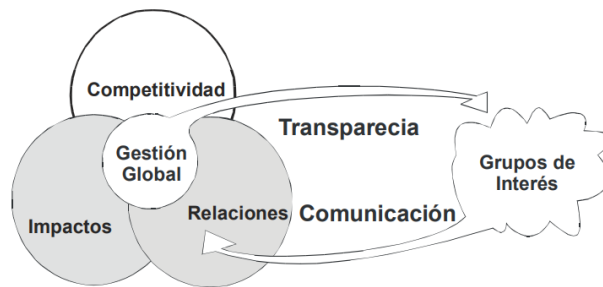 Competitividad
Transparecia
Gestión
Global
Grupos de
Interés
Impactos
Relaciones
Comunicación